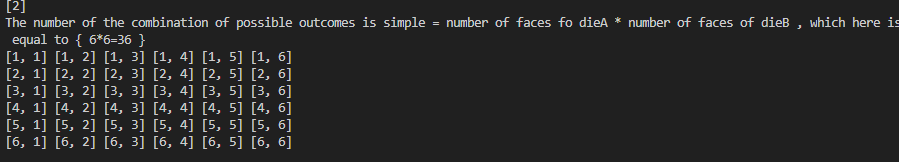 [2]
The number of the combination of possible outcomes is simple = number of faces fo dieA * number of faces of dieB , which here is
equal to { 6*6=36 }
[1, 1] [1, 2] [1, 3] [1, 4] [1, 5] [1, 6]
[2, 1] [2, 2] [2, 3] [2, 4] [2, 5] [2, 6]
[3, 1] [3, 2] [3, 3] [3, 4] [3, 5] [3, 6]
[4, 1] [4, 2] [4, 3] [4, 4] [4, 5] [4, 6]
[5, 1] [5, 2] [5, 3] [5, 4] [5, 5] [5, 6]
[6, 1] [6, 2] [6, 3] [6, 4] [6, 5] [6, 6]